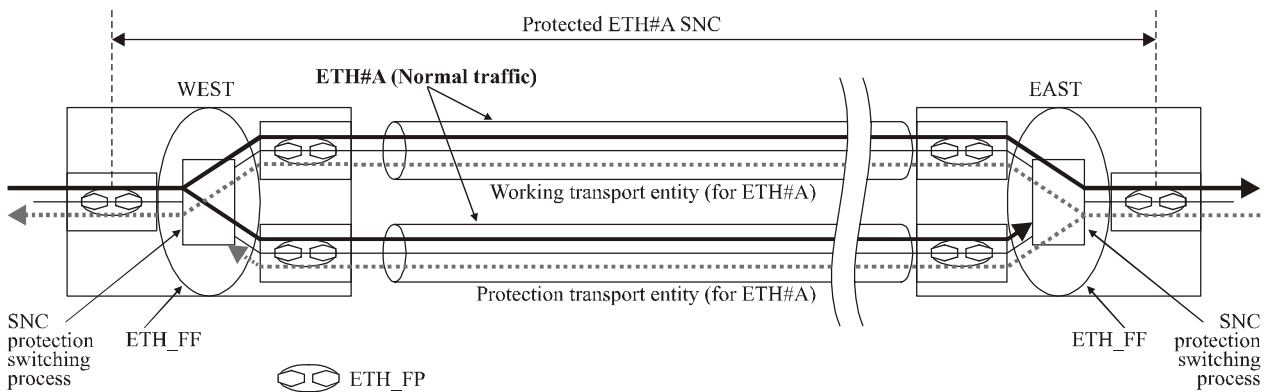 Protected ETH#A SNC
ETH#A (Normal traffic)
WEST
EAST
Working transport entity (for ETH#A)
Protection transport entity (for ETH#A)
SNC
protection
switching
process
ETH_FF
ETH_FF
SNC
protection
switching
process
ETH_FP